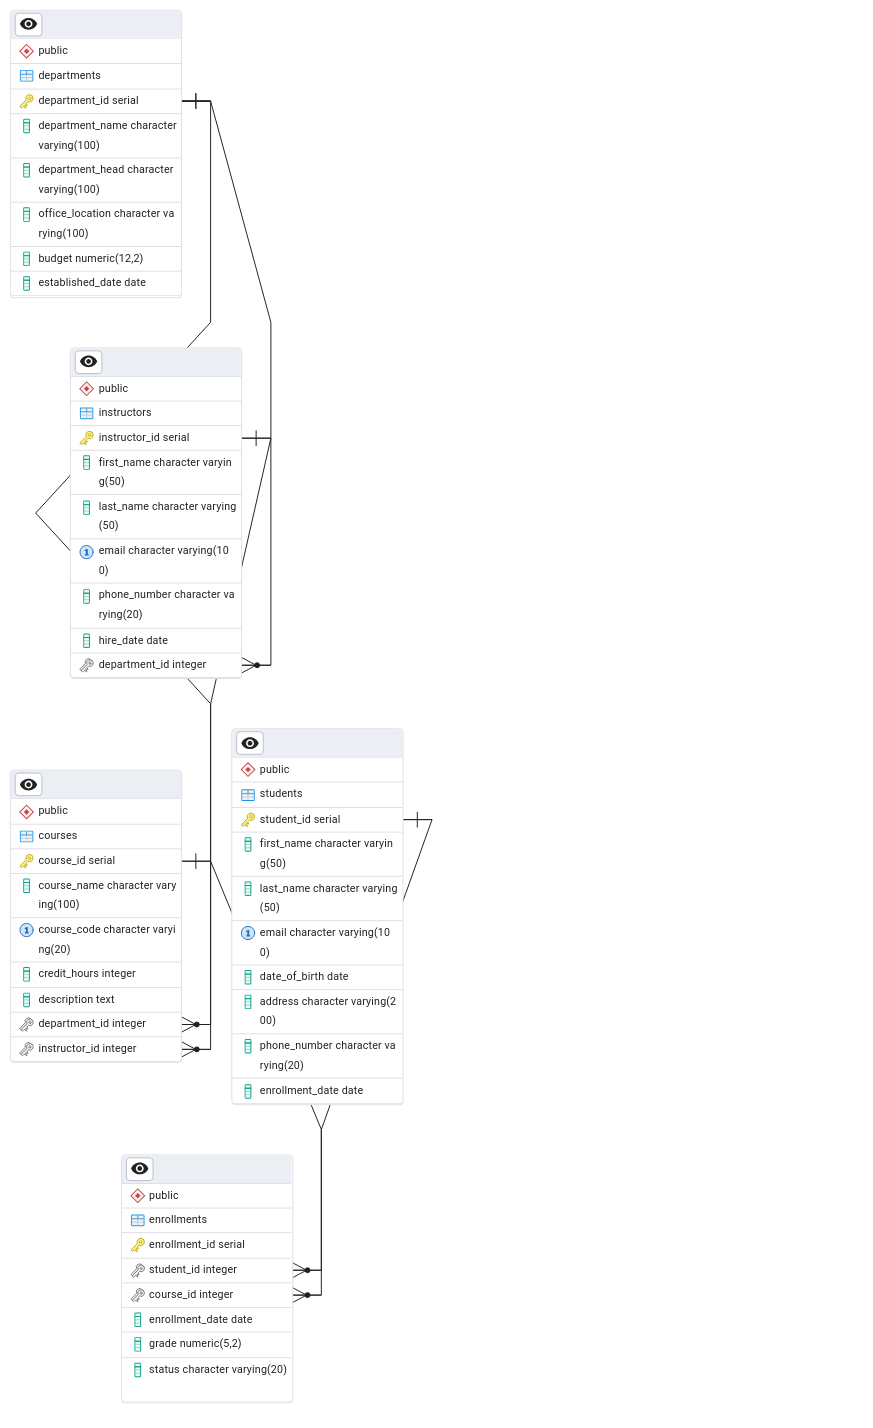 public
departments
department_id serial
department_name character
varying(100)
department_head character
varying(100)
office_location character va
rying(100)
budget numeric(12,2)
established_date date
public
instructors
instructor_id serial
first_name character varyin
g(50)
last_name character varying
(50)
1 email character varying(10
0)
phone_number character va
rying(20)
hire_date date
department_id integer
public
courses
course_id serial
course_name character vary
ing(100)
1 course_code character varyi
ng(20)
credit_hours integer
description text
department_id integer
instructor_id integer
public
students
student_id serial
first_name character varyin
g(50)
last_name character varying
(50)
1 email character varying(10
0)
date_of_birth date
address character varying(2
00)
phone_number character va
rying(20)
enrollment_date date
public
enrollments
enrollment_id serial
student_id integer
course_id integer
enrollment_date date
grade numeric(5,2)
status character varying(20)